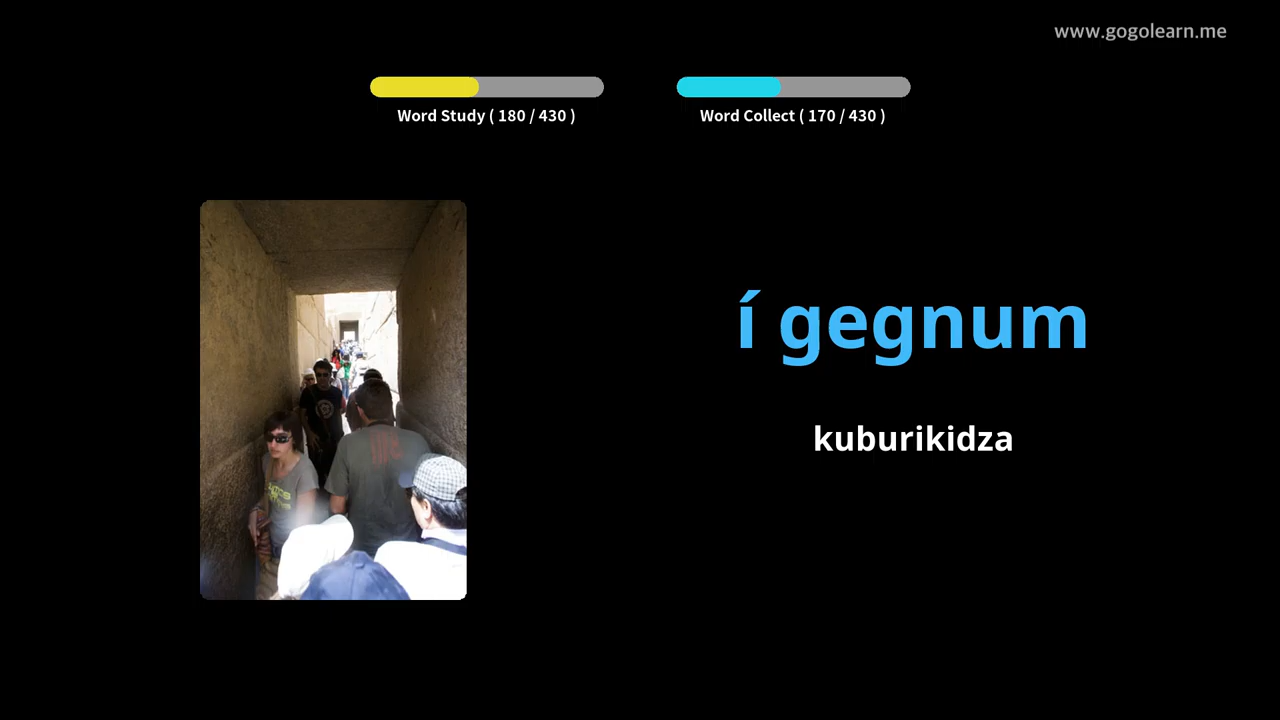 www.gogolearn.me
Word Study ( 180 / 430 )
Word Collect ( 170 / 430 )
í gegnum
kuburikidza